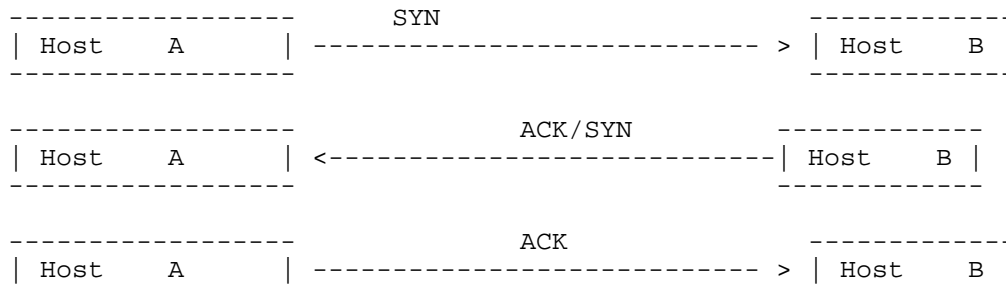 ------------------ SYN -------------
| Host A | ---------------------------- > | Host B
------------------ -------------
------------------ ACK/SYN -------------
| Host A | <----------------------------| Host B |
------------------ -------------
------------------ ACK -------------
| Host A | ---------------------------- > | Host B